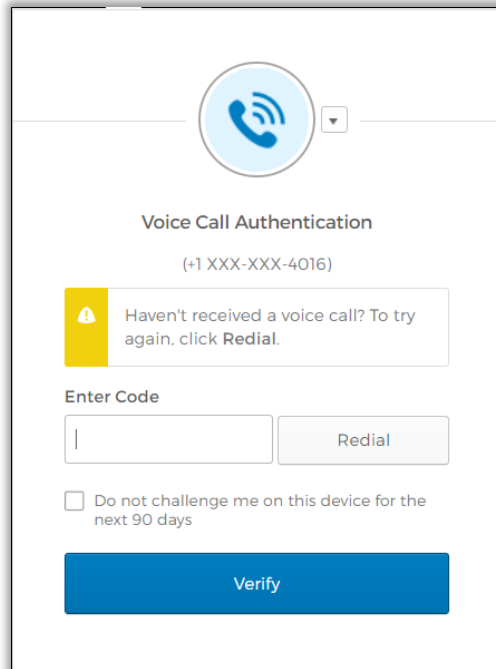 Voice Call Authentication
(+1 XXX-XXX-4016)
Haven't received a voice call? To try
again, click Redial.
Enter Code
Redial
Do not challenge me on this device for the
next 90 days
Verify